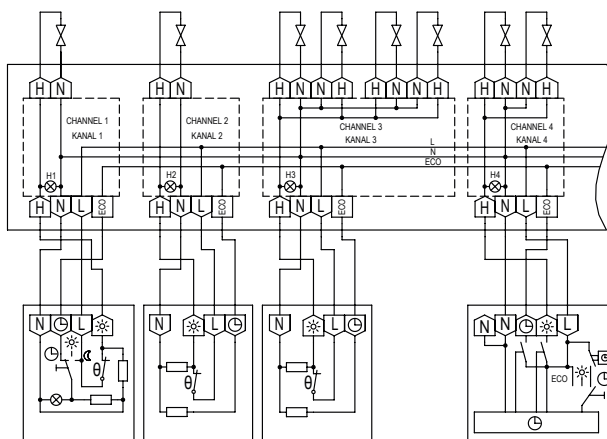 H N H N H N N H H N N H H N N H
CHANNEL 1
KANAL 1
CHANNEL 2
KANAL 2
CHANNEL 3
KANAL 3
CHANNEL 4
KANAL 4
L
N
ECO
H1 H2 H3 H4
H N L ECO H N L ECO H N L ECO H N L ECO
N L N L N L N N L
θ θ θ
ECO